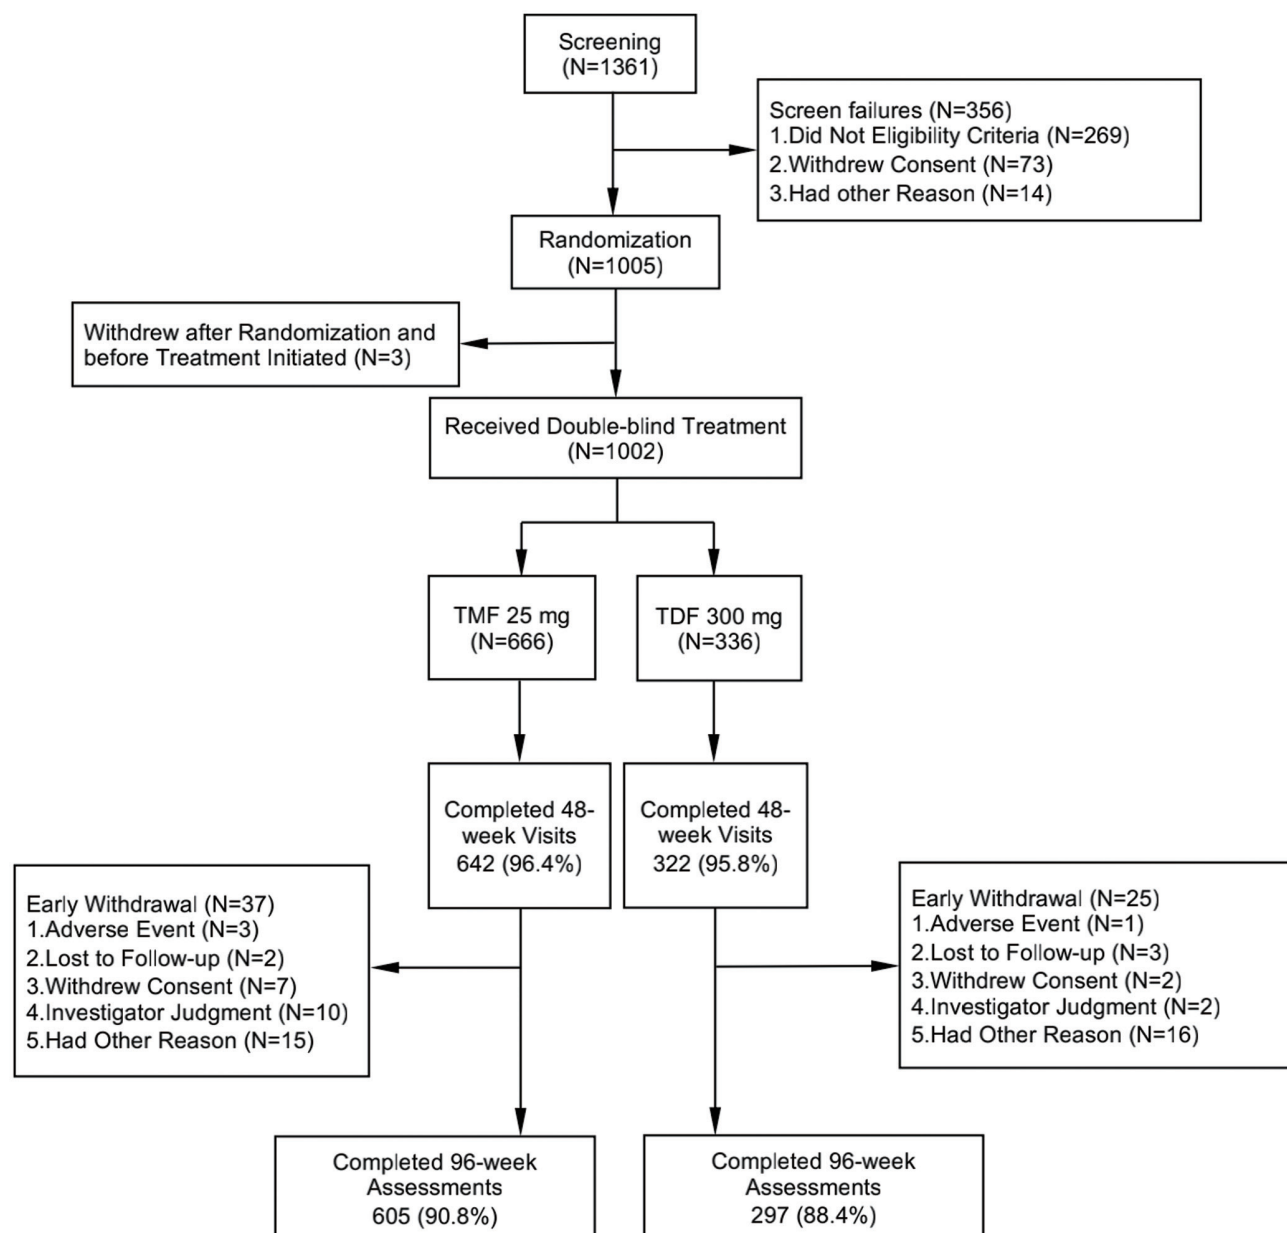 Screening
(N=1361)
Screen failures (N=356)
1.Did Not Eligibility Criteria (N=269)
2.Withdrew Consent (N=73)
3.Had other Reason (N=14)
Randomization
(N=1005)
Withdrew after Randomization and
before Treatment Initiated (N=3)
Received Double-blind Treatment
(N=1002)
TMF 25 mg
(N=666)
TDF 300 mg
(N=336)
Completed 48-
week Visits
642 (96.4%)
Completed 48-
week Visits
322 (95.8%)
Early Withdrawal (N=37)
1.Adverse Event (N=3)
2.Lost to Follow-up (N=2)
3.Withdrew Consent (N=7)
4.Investigator Judgment (N=10)
5.Had Other Reason (N=15)
Early Withdrawal (N=25)
1.Adverse Event (N=1)
2.Lost to Follow-up (N=3)
3.Withdrew Consent (N=2)
4.Investigator Judgment (N=2)
5.Had Other Reason (N=16)
Completed 96-week
Assessments
605 (90.8%)
Completed 96-week
Assessments
297 (88.4%)